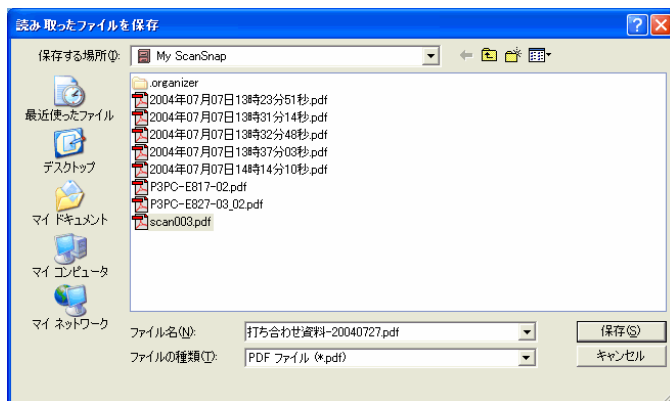 読み取ったファイルを保存
保存する場所(I): My ScanSnap
最近使ったファイル
デスクトップ
マイ ドキュメント
マイ コンピュータ
マイ ネットワーク
.organizer
2004年07月07日13時23分51秒.pdf
2004年07月07日13時31分14秒.pdf
2004年07月07日13時32分48秒.pdf
2004年07月07日13時37分03秒.pdf
2004年07月07日14時14分10秒.pdf
P3PC-E817-02.pdf
P3PC-E827-03_02.pdf
scan003.pdf
ファイル名(N): 打ち合わせ資料-20040727.pdf 保存(S)
ファイルの種類(T): PDF ファイル (*.pdf) キャンセル